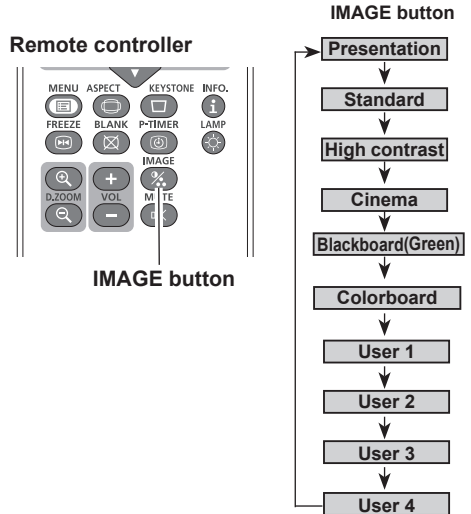 IMAGE button
Remote controller
MENU ASPECT KEYSTONE INFO.
FREEZE BLANK P-TIMER LAMP
IMAGE
D.ZOOM VOL MUTE
IMAGE button
Presentation
Standard
High contrast
Cinema
Blackboard(Green)
Colorboard
User 1
User 2
User 3
User 4